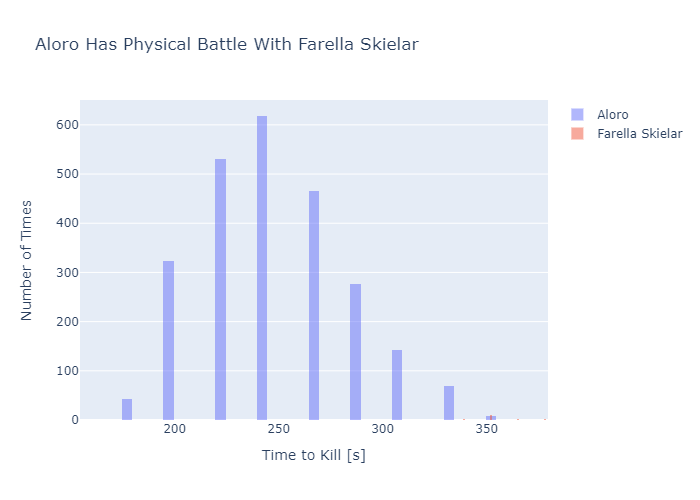 Aloro Has Physical Battle With Farella Skielar
Aloro
Farella Skielar
Number of Times
600
500
400
300
200
100
0
200
250
300
350
Time to Kill [s]